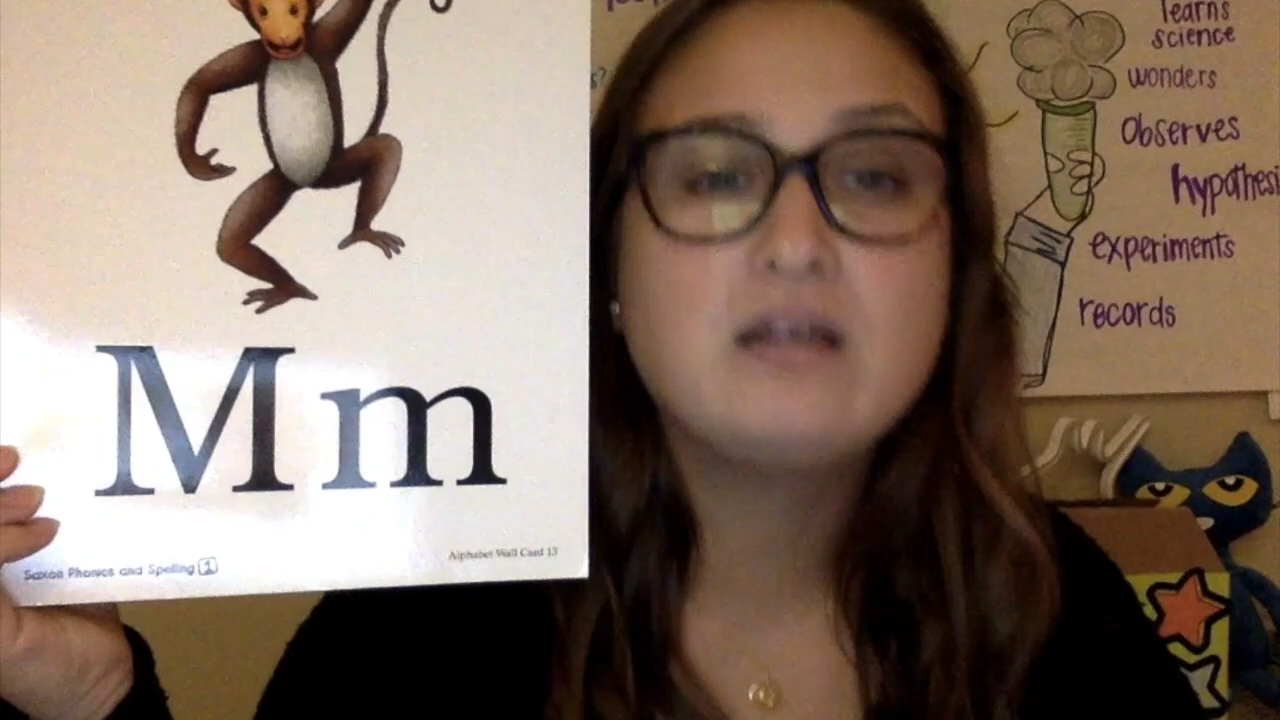 Mm
Saxon Phonics and Spelling 1
Alphabet Wall Card 13
learns
science
wonders
Observes
hypothesi
experiments
records